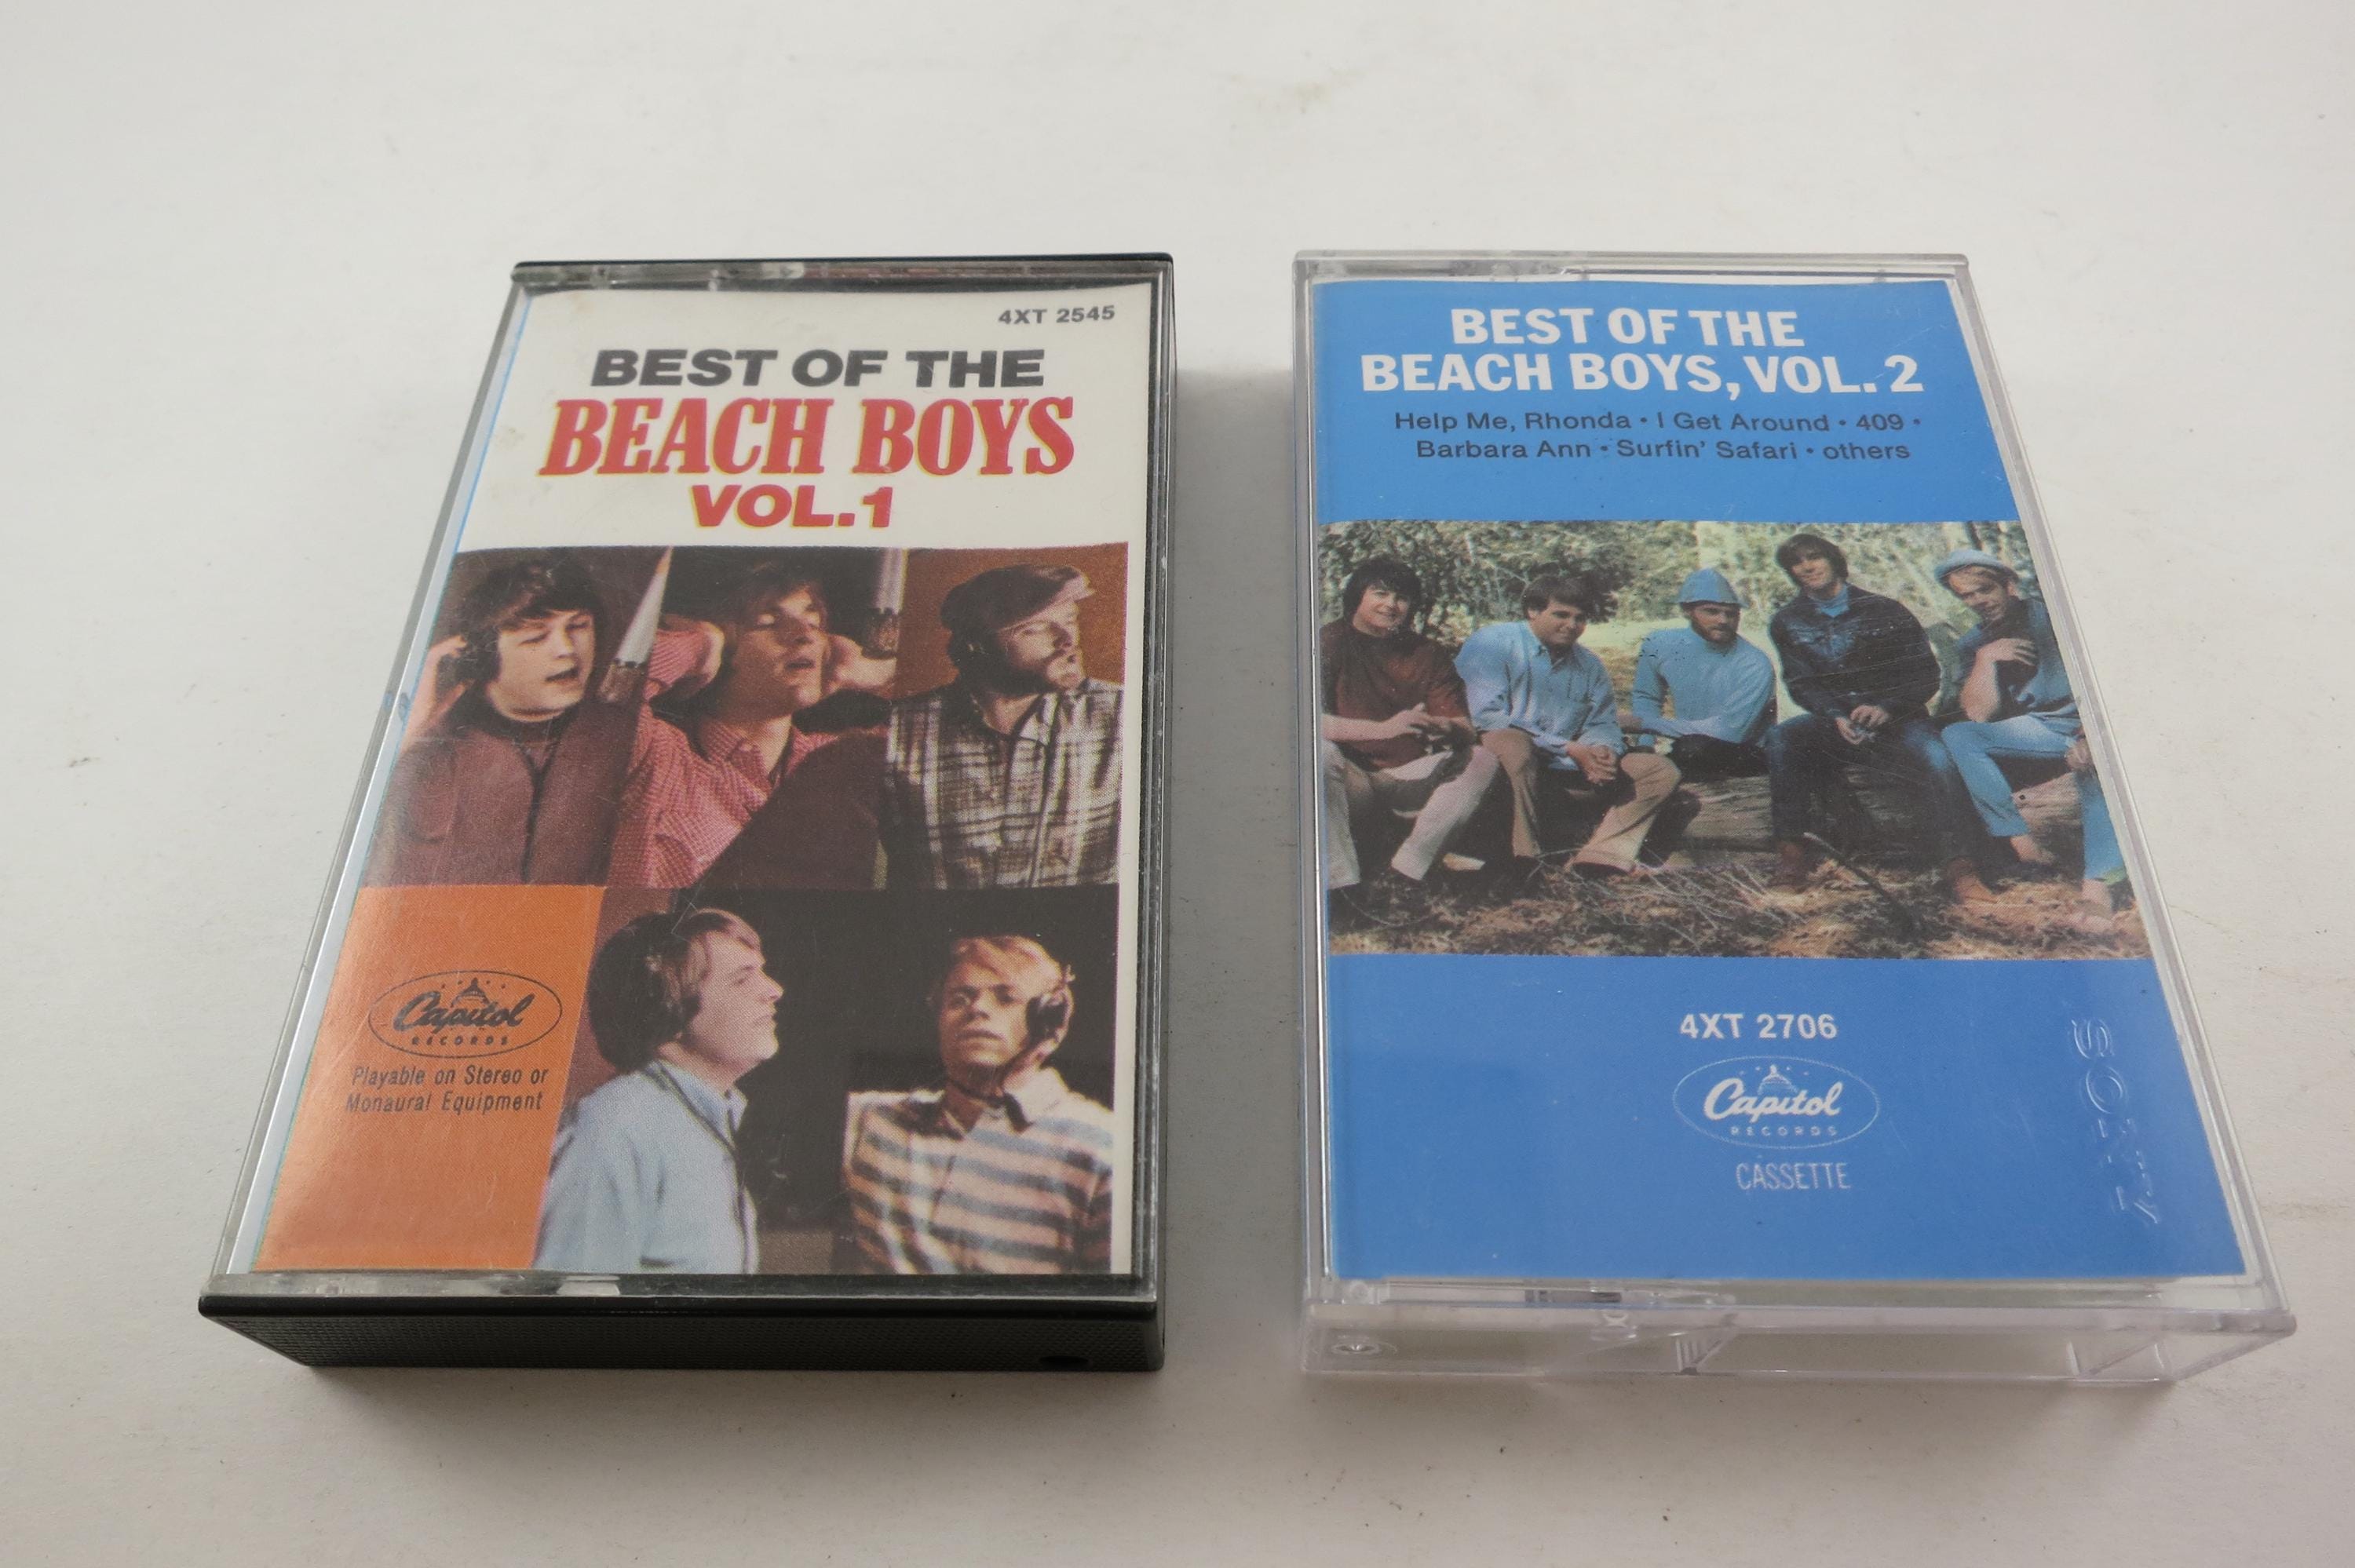 4XT 2545
BEST OF THE
BEACH BOYS
VOL.1
Capitol
RECORDS
Playable on Stereo or
Monaural Equipment
BEST OF THE
BEACH BOYS, VOL. 2
Help Me, Rhonda • I Get Around • 409 •
Barbara Ann • Surfin' Safari • others
4XT 2706
Capitol
RECORDS
CASSETTE